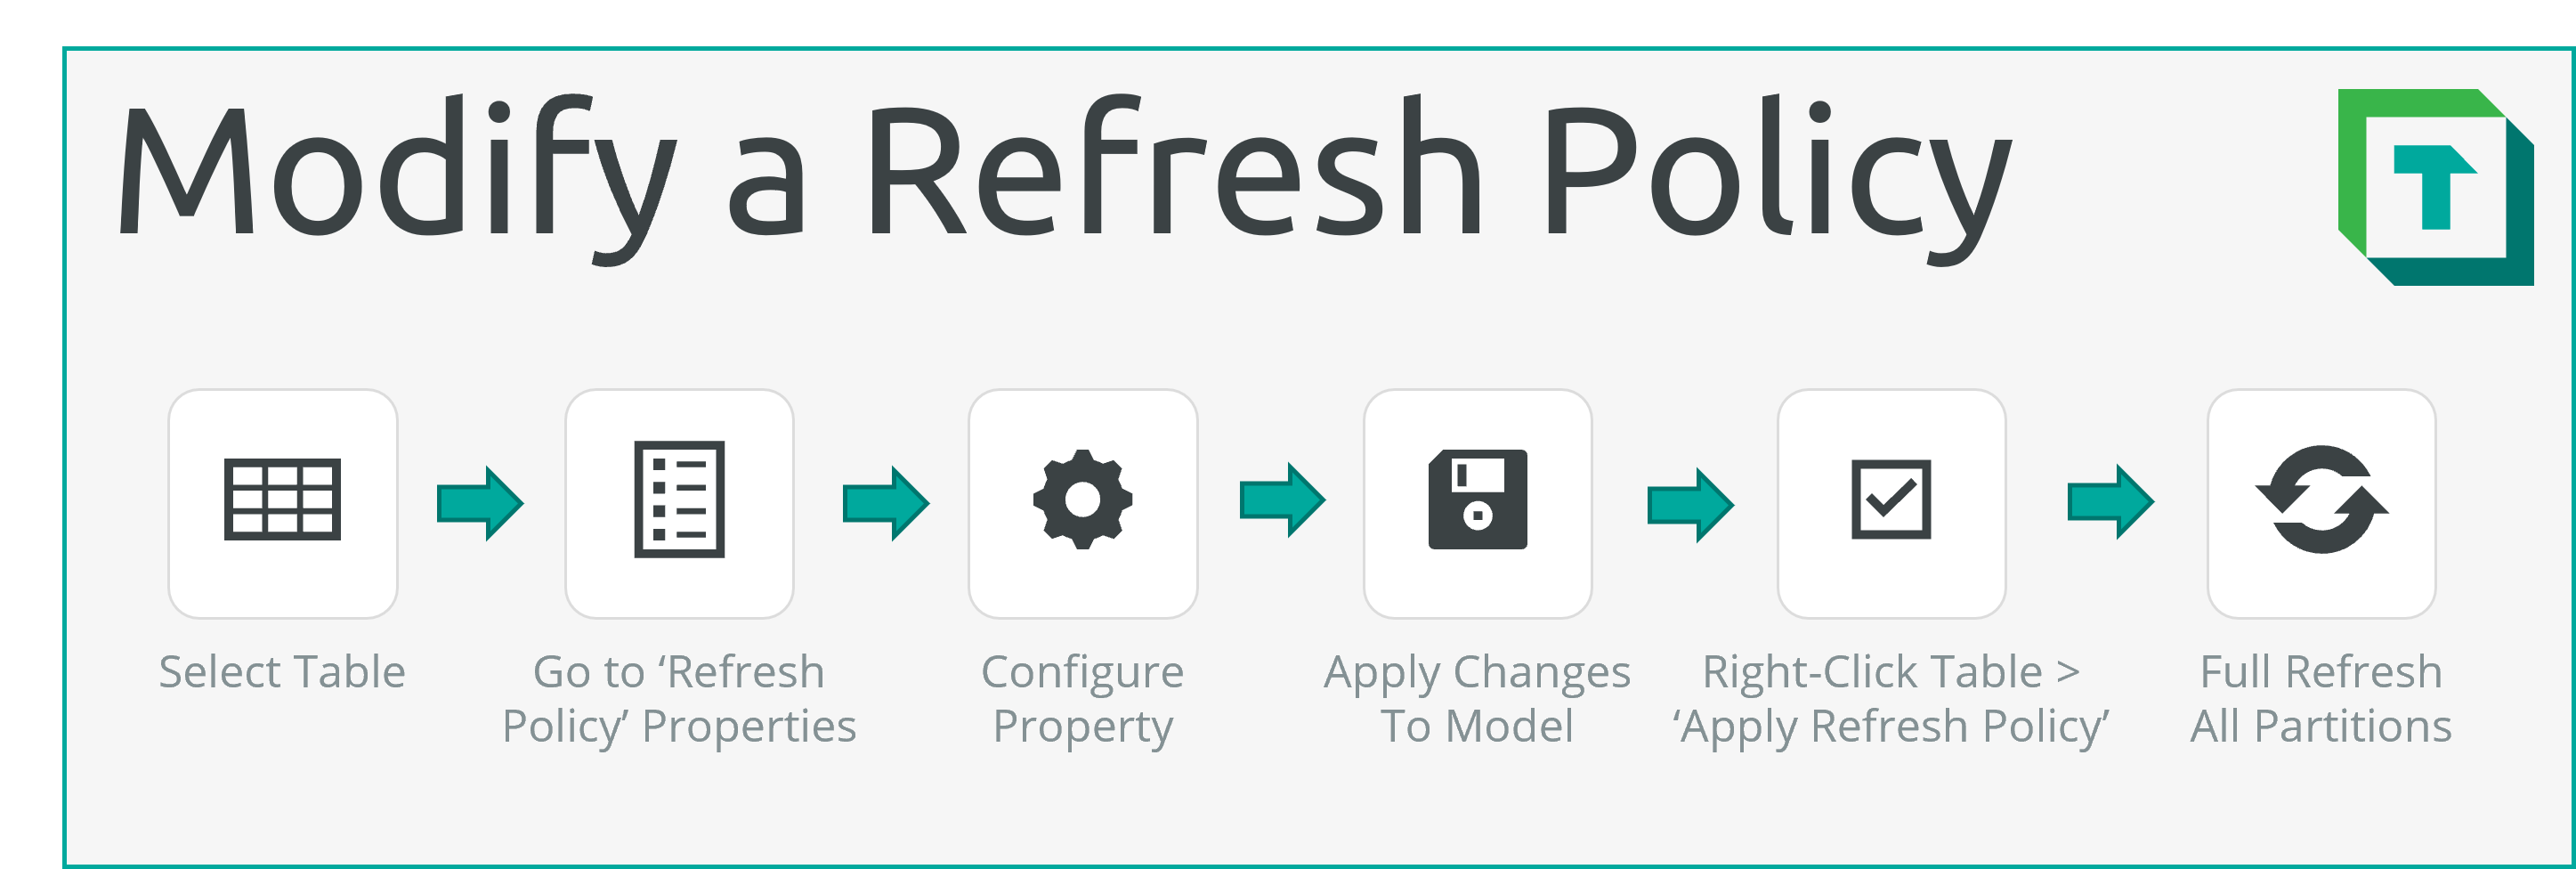 Modify a Refresh Policy
T
Select Table
Go to ‘Refresh
Policy’ Properties
Configure
Property
Apply Changes
To Model
Right-Click Table >
‘Apply Refresh Policy’
Full Refresh
All Partitions